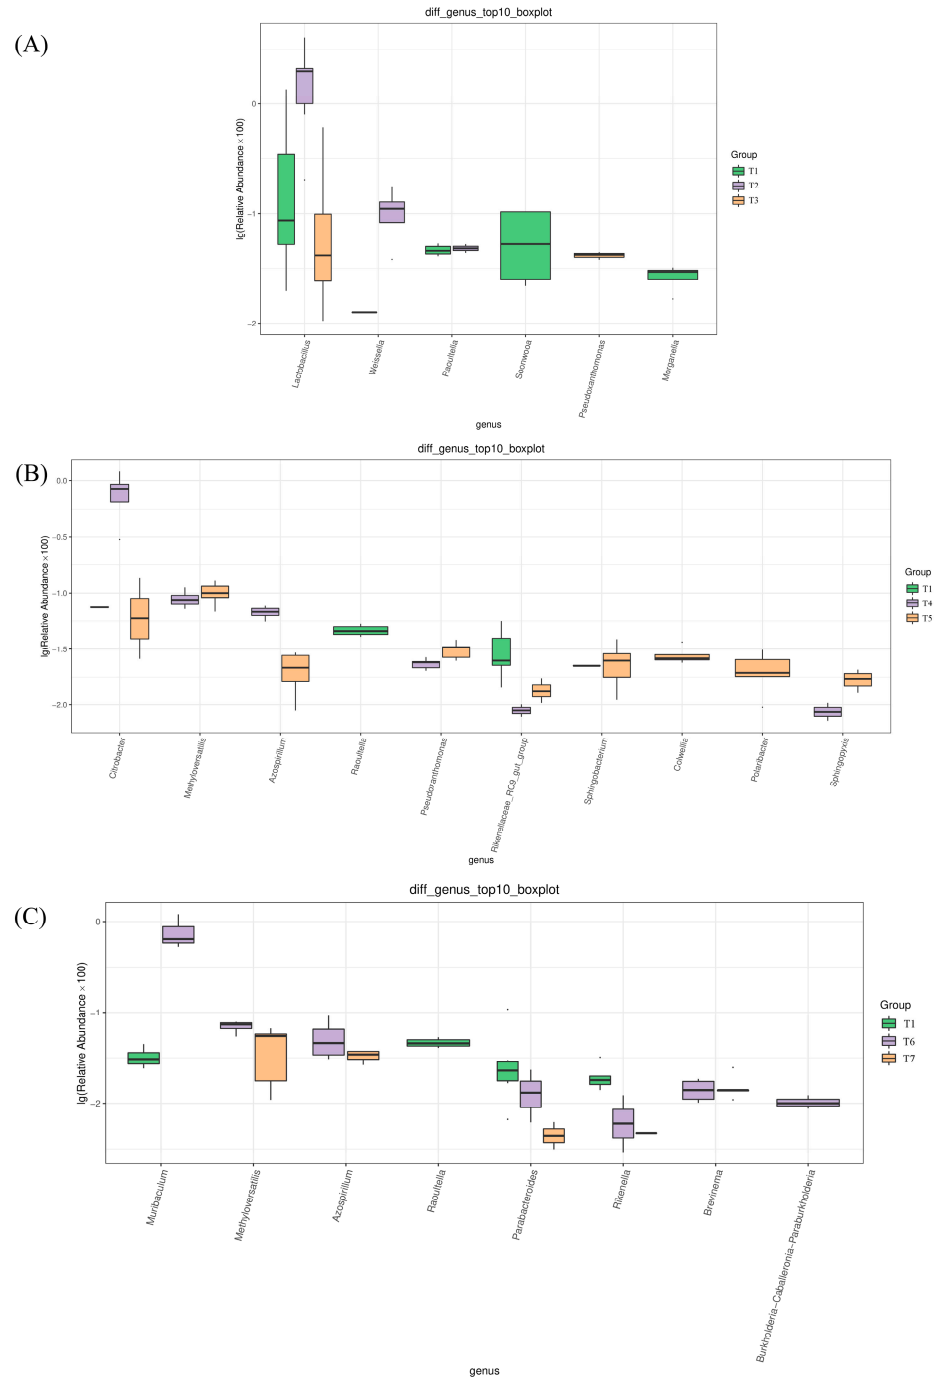 (A)
diff_genus_top10_boxplot
lg(Relative Abundance×100)
0
-1
-2
Group
T1
T2
T3
Lactobacillus
Weissella
Raoultella
Seonwooa
Pseudoxanthomonas
Morganella
genus
(B)
diff_genus_top10_boxplot
lg(Relative Abundance×100)
0.0
-0.5
-1.0
-1.5
-2.0
Group
T1
T4
T5
Citrobacter
Methyloversatilis
Azospirillum
Raoultella
Pseudoxanthomonas
Rikenellaceae_RC9_gut_group
Sphingobacterium
Colwellia
Polaribacter
Sphingopyxis
genus
(C)
diff_genus_top10_boxplot
lg(Relative Abundance×100)
0
-1
-2
Group
T1
T6
T7
Muribaculum
Methyloversatilis
Azospirillum
Raoultella
Parabacteroides
Rikenella
Brevinema
Burkholderia-Caballeronia-Paraburkholderia
genus